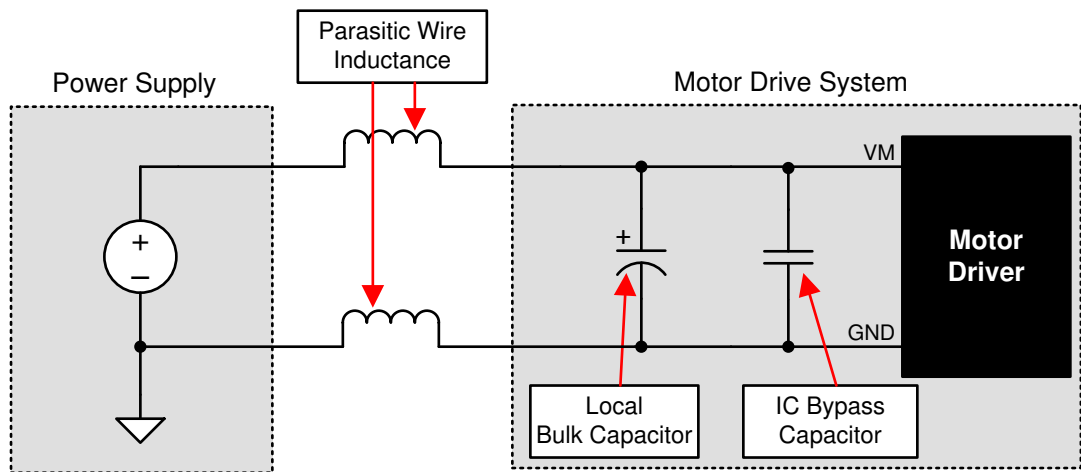 Parasitic Wire
Inductance
Power Supply
Motor Drive System
VM
+
–
+
Motor
Driver
GND
Local
Bulk Capacitor
IC Bypass
Capacitor